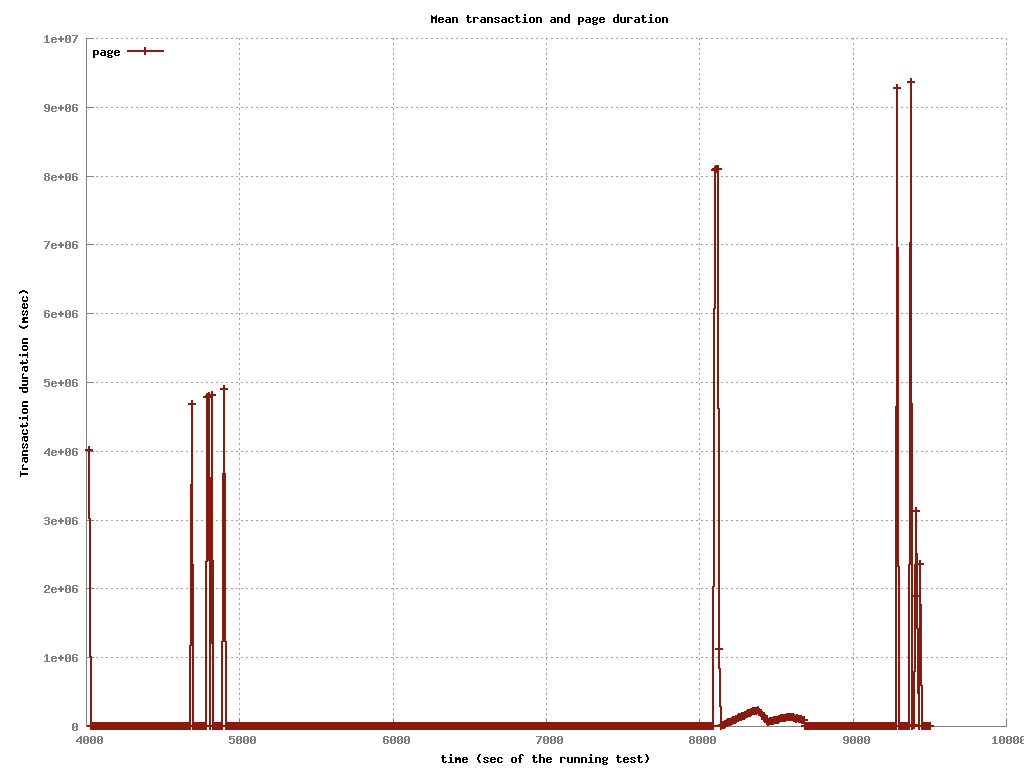 Mean transaction and page duration
1e+07
page
9e+06
8e+06
7e+06
6e+06
5e+06
4e+06
3e+06
2e+06
1e+06
0
Transaction duration (msec)
4000 5000 6000 7000 8000 9000 10000
time (sec of the running test)